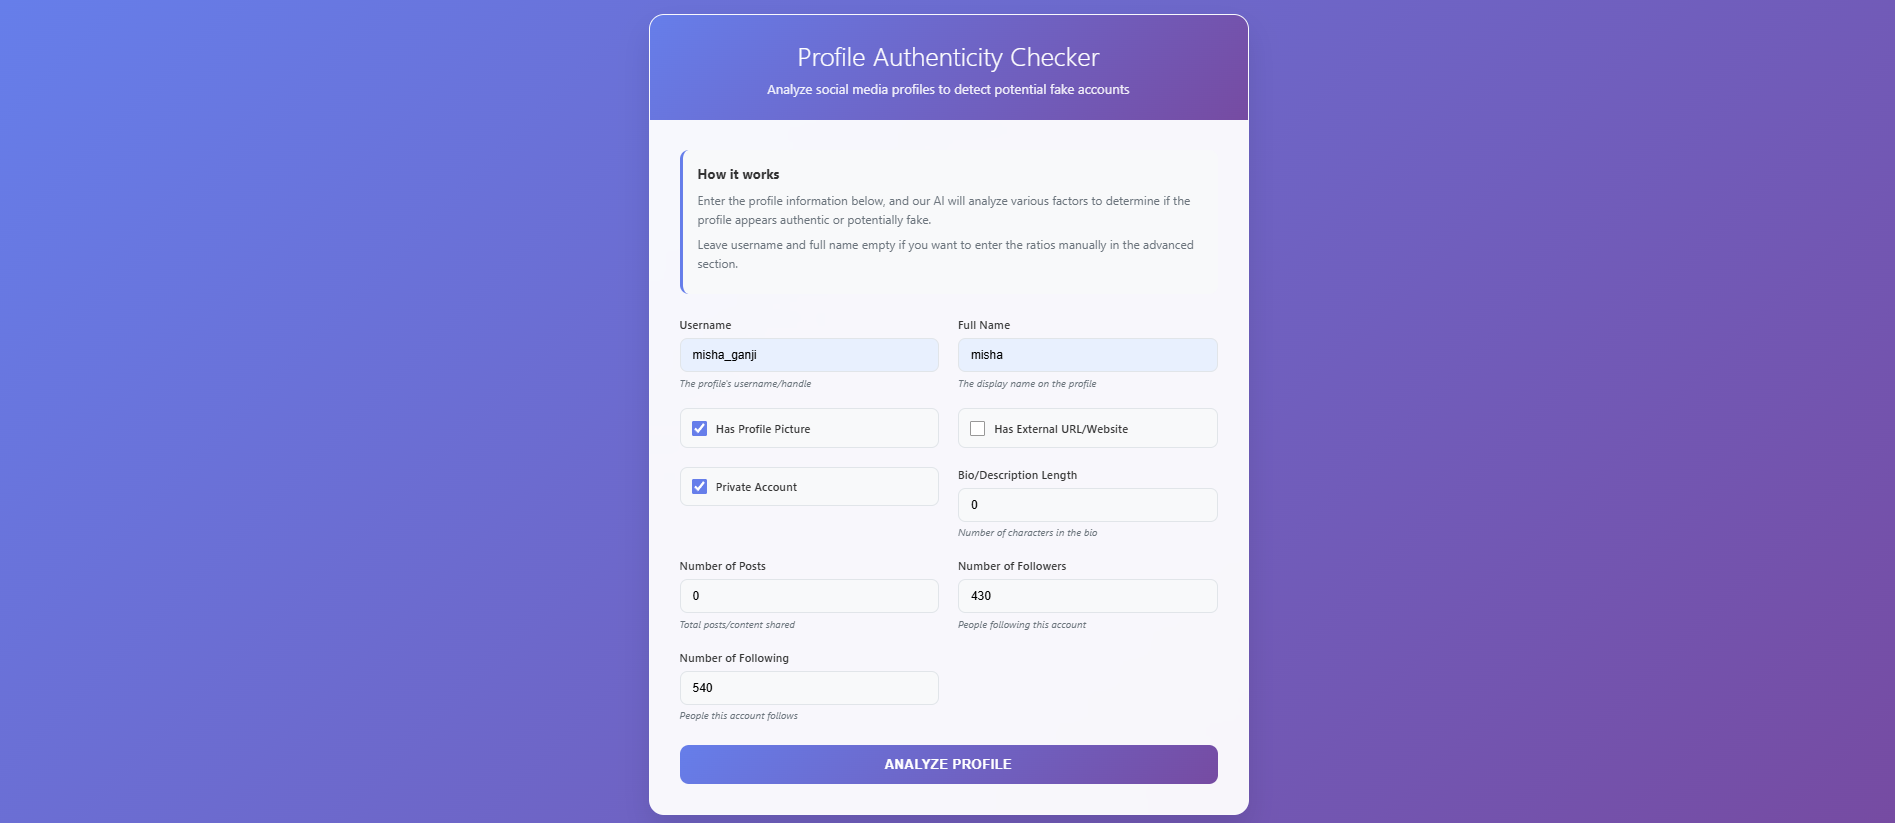 Profile Authenticity Checker
Analyze social media profiles to detect potential fake accounts
How it works
Enter the profile information below, and our AI will analyze various factors to determine if the
profile appears authentic or potentially fake.
Leave username and full name empty if you want to enter the ratios manually in the advanced
section.
Username
misha_ganji
The profile's username/handle
Full Name
misha
The display name on the profile
Has Profile Picture
Has External URL/Website
Private Account
Bio/Description Length
0
Number of characters in the bio
Number of Posts
0
Total posts/content shared
Number of Followers
430
People following this account
Number of Following
540
People this account follows
ANALYZE PROFILE